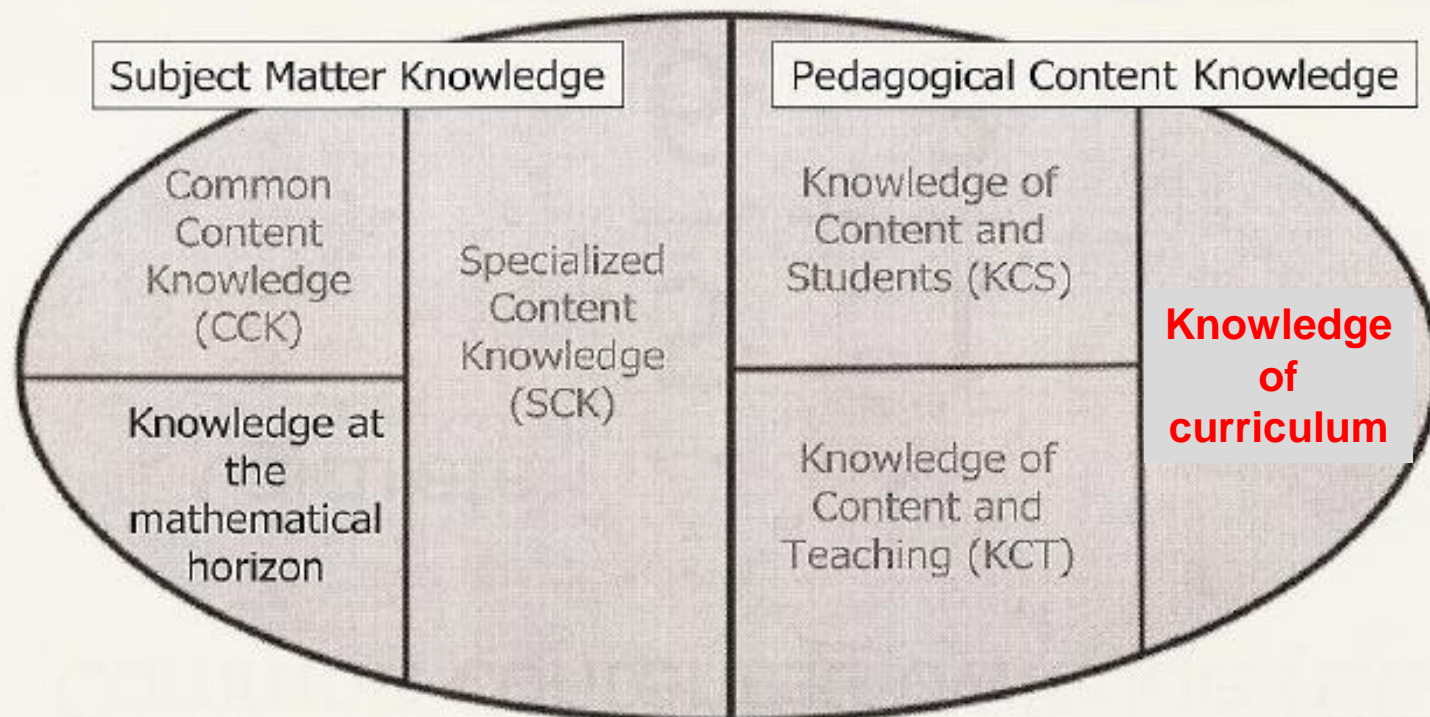 Subject Matter Knowledge
Pedagogical Content Knowledge
Common
Content
Knowledge
(CCK)
Knowledge at
the
mathematical
horizon
Specialized
Content
Knowledge
(SCK)
Knowledge of
Content and
Students (KCS)
Knowledge of
Content and
Teaching (KCT)
Knowledge
of
curriculum